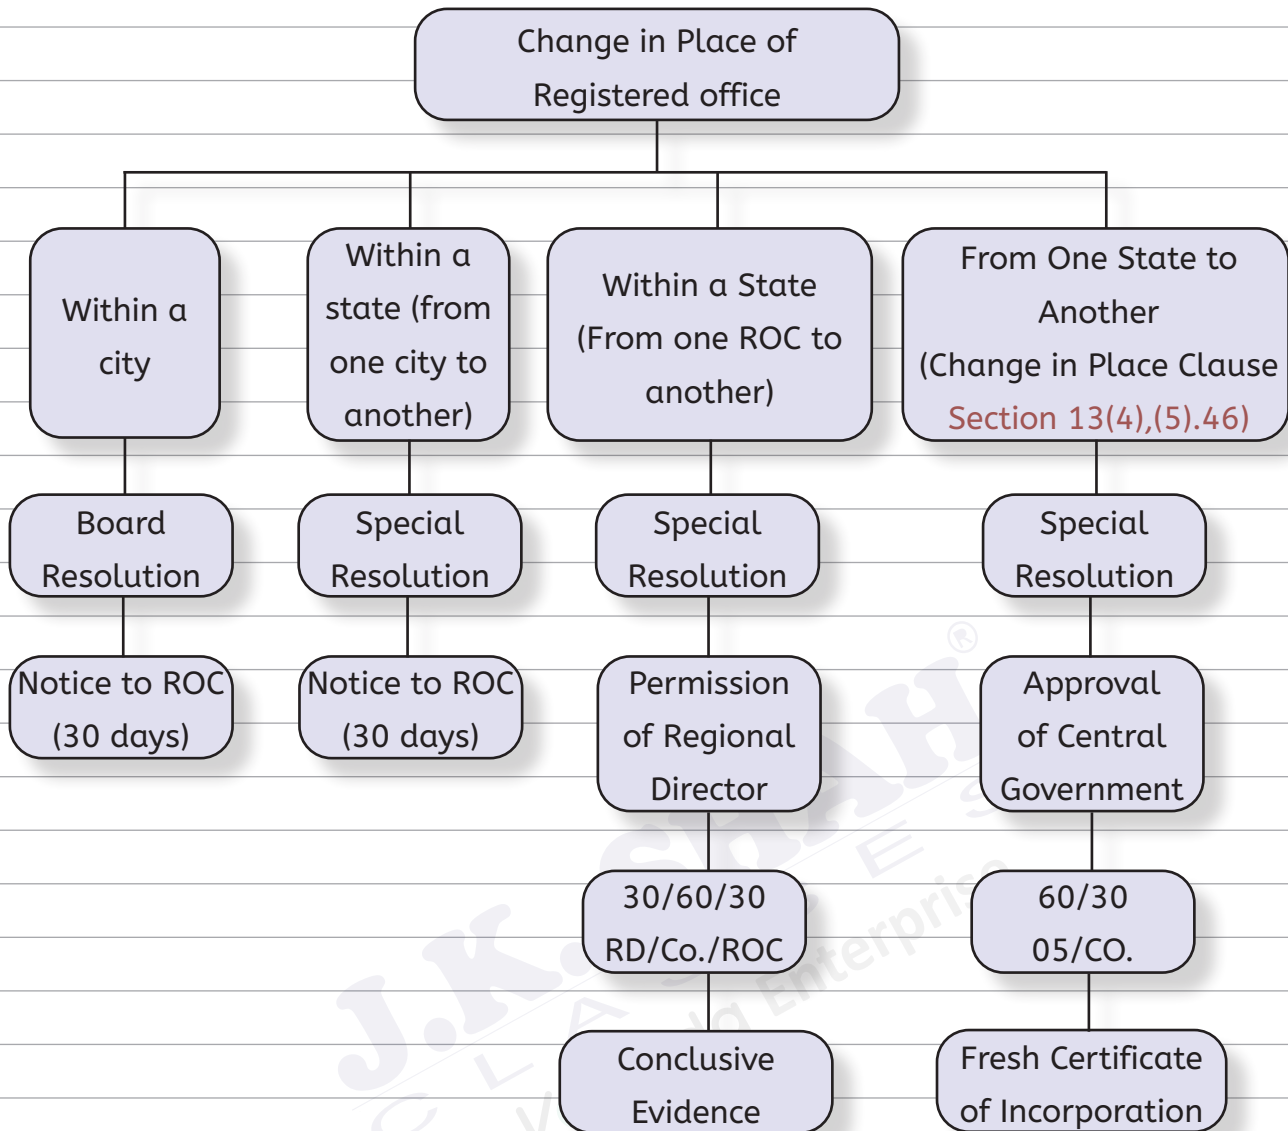 Change in Place of
Registered office
Within a
city
Within a
state (from
one city to
another)
Within a State
(From one ROC to
another)
From One State to
Another
(Change in Place Clause
Section 13(4),(5).46)
Board
Resolution
Special
Resolution
Special
Resolution
Special
Resolution
Notice to ROC
(30 days)
Notice to ROC
(30 days)
Permission
of Regional
Director
Approval
of Central
Government
30/60/30
RD/Co./ROC
60/30
05/CO.
Conclusive
Evidence
Fresh Certificate
of Incorporation
J.K. SHAH®